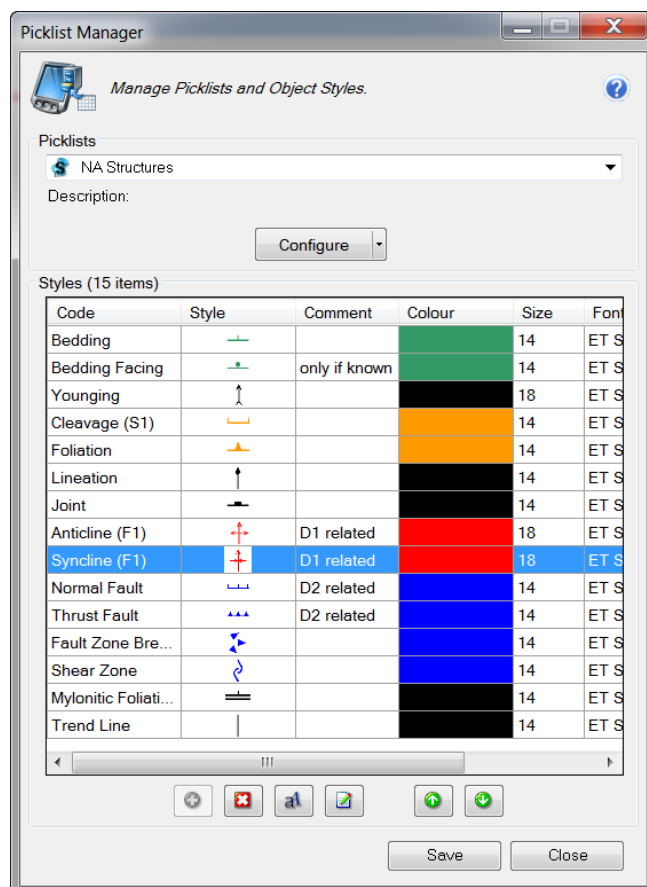 Picklist Manager
Manage Picklists and Object Styles.
Picklists
NA Structures
Description:
Configure
Styles (15 items)
Code Style Comment Colour Size Font
Bedding 14 ET S
Bedding Facing only if known 14 ET S
Younging 18 ET S
Cleavage (S1) 14 ET S
Foliation 14 ET S
Lineation 14 ET S
Joint 14 ET S
Anticline (F1) D1 related 18 ET S
Syncline (F1) D1 related 18 ET S
Normal Fault D2 related 14 ET S
Thrust Fault D2 related 14 ET S
Fault Zone Bre... 14 ET S
Shear Zone 14 ET S
Mylonitic Foliati... 14 ET S
Trend Line 14 ET S
Save Close